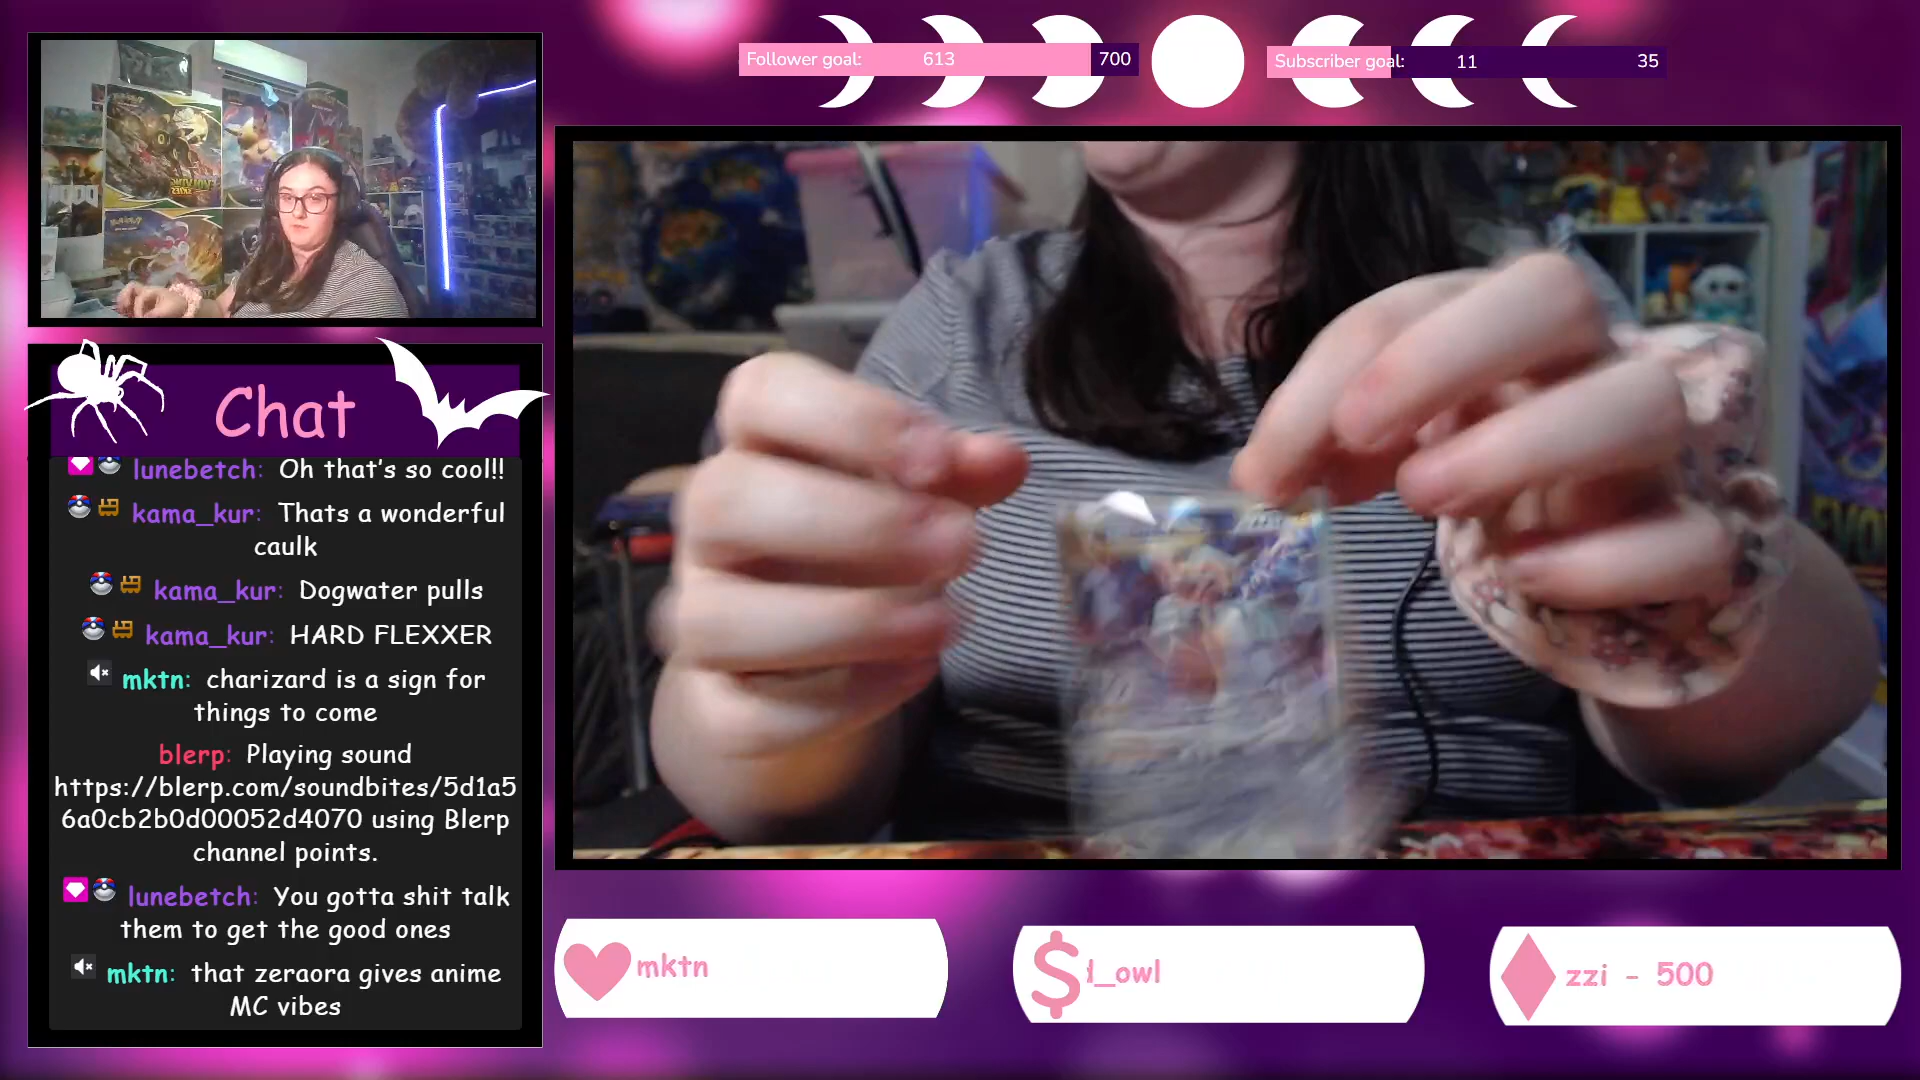 Follower goal: 613 700
Subscriber goal: 11 35
Chat
lunebetch: Oh that's so cool!!
kama_kur: Thats a wonderful
caulk
kama_kur: Dogwater pulls
kama_kur: HARD FLEXXER
mktn: charizard is a sign for
things to come
blerp: Playing sound
https://blerp.com/soundbites/5d1a5
6a0cb2b0d00052d4070 using Blerp
channel points.
lunebetch: You gotta shit talk
them to get the good ones
mktn: that zeraora gives anime
MC vibes
mktn
_owl
zzi - 500